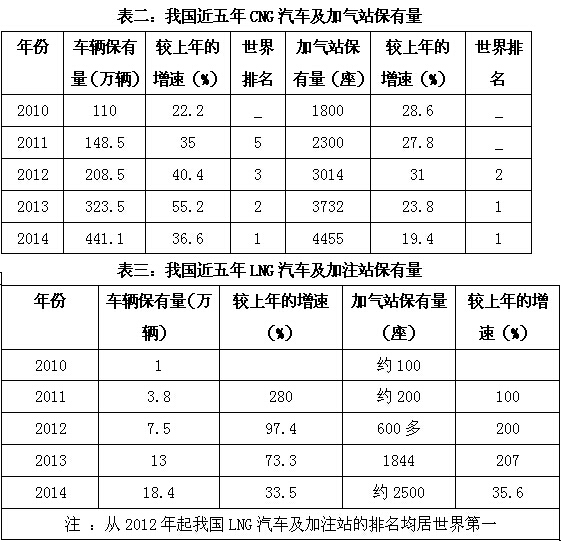 表二：我国近五年 CNG 汽车及加气站保有量
年份 车辆保有量(万辆) 较上年的增速（%） 世界排名 加气站保有量（座） 较上年的增速（%） 世界排名
2010 110 22.2 _ 1800 28.6 _
2011 148.5 35 5 2300 27.8 _
2012 208.5 40.4 3 3014 31 2
2013 323.5 55.2 2 3732 23.8 1
2014 441.1 36.6 1 4455 19.4 1
表三：我国近五年 LNG 汽车及加注站保有量
年份 车辆保有量(万辆） 较上年的增速（%） 加气站保有量（座） 较上年的增速（%）
2010 1 约 100
2011 3.8 280 约 200 100
2012 7.5 97.4 600 多 200
2013 13 73.3 1844 207
2014 18.4 33.5 约 2500 35.6
注 ：从 2012 年起我国 LNG 汽车及加注站的排名均居世界第一